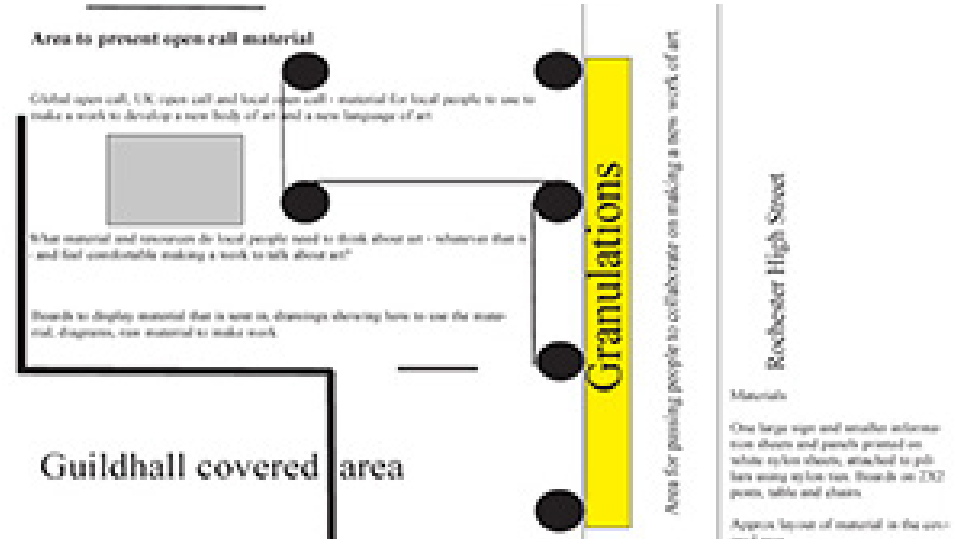 Area to present open call material
Global open call, UK open call and local open call - material for local people to use to
make a work to develop a new body of art and a new language of art
What material and resources do local people need to think about art - whatever that is
- and feel comfortable making a work to talk about art?
Boards to display material that is sent in, drawings showing how to use the mate-
rial, diagrams, raw material to make work
Guildhall covered area
Granulations
Area for passing people to collaborate on making a new work of art
Rochester High Street
Materials
One large sign and smaller informa-
tion sheets and panels printed on
white nylon sheets, attached to pil-
lars using nylon
Boards on 2X2
posts, table and chairs
Approx layout of material in the